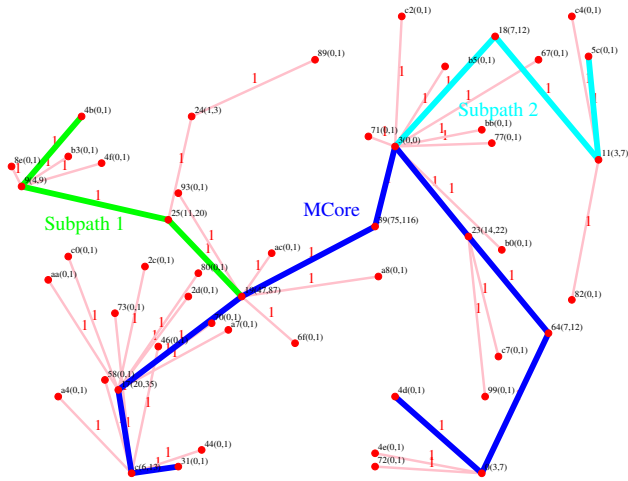 c2(0,1)
c4(0,1)
18(7,12)
89(0,1)
b5(0,1)
67(0,1)
5c(0,1)
4b(0,1)
24(1,3)
Subpath 2
bb(0,1)
71(0,1)
77(0,1)
3(0,0)
b3(0,1)
8e(0,1)
4f(0,1)
11(3,7)
9(4,9)
93(0,1)
MCore
25(11,20)
Subpath 1
39(75,116)
23(14,22)
b0(0,1)
c0(0,1)
ac(0,1)
2c(0,1)
80(0,1)
aa(0,1)
a8(0,1)
2d(0,1)
82(0,1)
73(0,1)
a7(0,1)
64(7,12)
46(0,1)
6f(0,1)
c7(0,1)
58(0,1)
17(20,35)
a4(0,1)
4d(0,1)
99(0,1)
44(0,1)
4e(0,1)
31(0,1)
72(0,1)